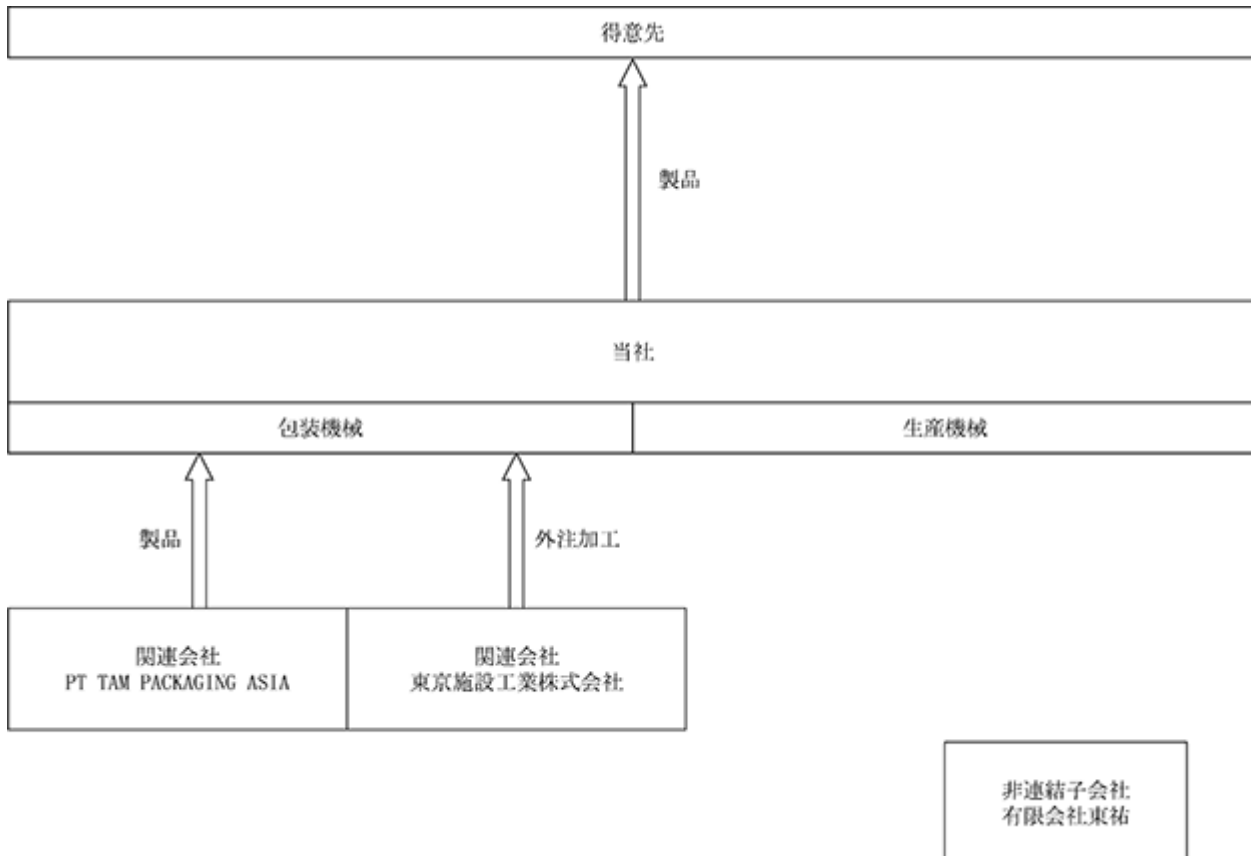 得意先
製品
当社
包装機械
生産機械
製品
外注加工
関連会社
PT TAM PACKAGING ASIA
関連会社
東京施設工業株式会社
非連結子会社
有限会社東祐